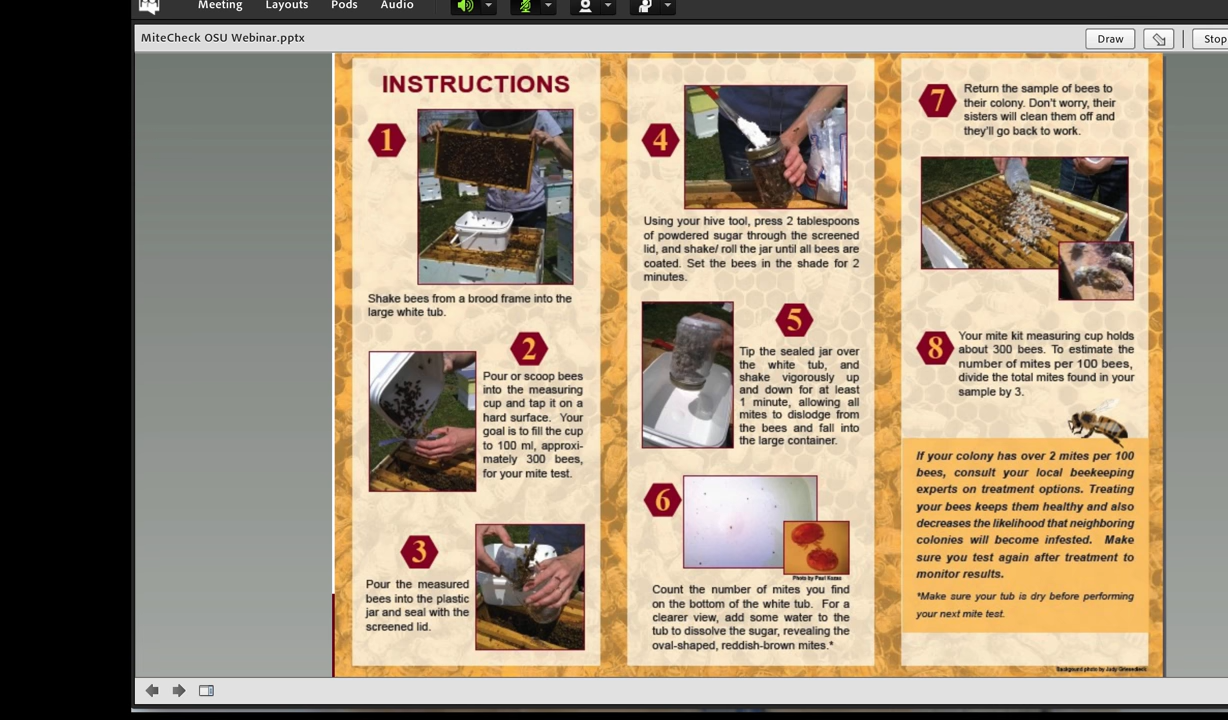 Meeting Layouts Pods Audio
MiteCheck OSU Webinar.pptx
Draw
Stop
INSTRUCTIONS
1
Shake bees from a brood frame into the
large white tub.
2
Pour or scoop bees
into the measuring
cup and tap it on a
hard surface. Your
goal is to fill the cup
to 100 ml, approxi-
mately 300 bees,
for your mite test.
3
Pour the measured
bees into the plastic
jar and seal with the
screened lid.
4
Using your hive tool, press 2 tablespoons
of powdered sugar through the screened
lid, and shake/ roll the jar until all bees are
coated. Set the bees in the shade for 2
minutes.
5
Tip the sealed jar over
the white tub, and
shake vigorously up
and down for at least
1 minute, allowing all
mites to dislodge from
the bees and fall into
the large container.
6
Photo by Paul Kozak
Count the number of mites you find
on the bottom of the white tub. For a
clearer view, add some water to the
tub to dissolve the sugar, revealing the
oval-shaped, reddish-brown mites.*
7
Return the sample of bees to
their colony. Don't worry, their
sisters will clean them off and
they'll go back to work.
8
Your mite kit measuring cup holds
about 300 bees. To estimate the
number of mites per 100 bees,
divide the total mites found in your
sample by 3.
If your colony has over 2 mites per 100
bees, consult your local beekeeping
experts on treatment options. Treating
your bees keeps them healthy and also
decreases the likelihood that neighboring
colonies will become infested. Make
sure you test again after treatment to
monitor results.
*Make sure your tub is dry before performing
your next mite test.
Background photo by Judy Griesedieck